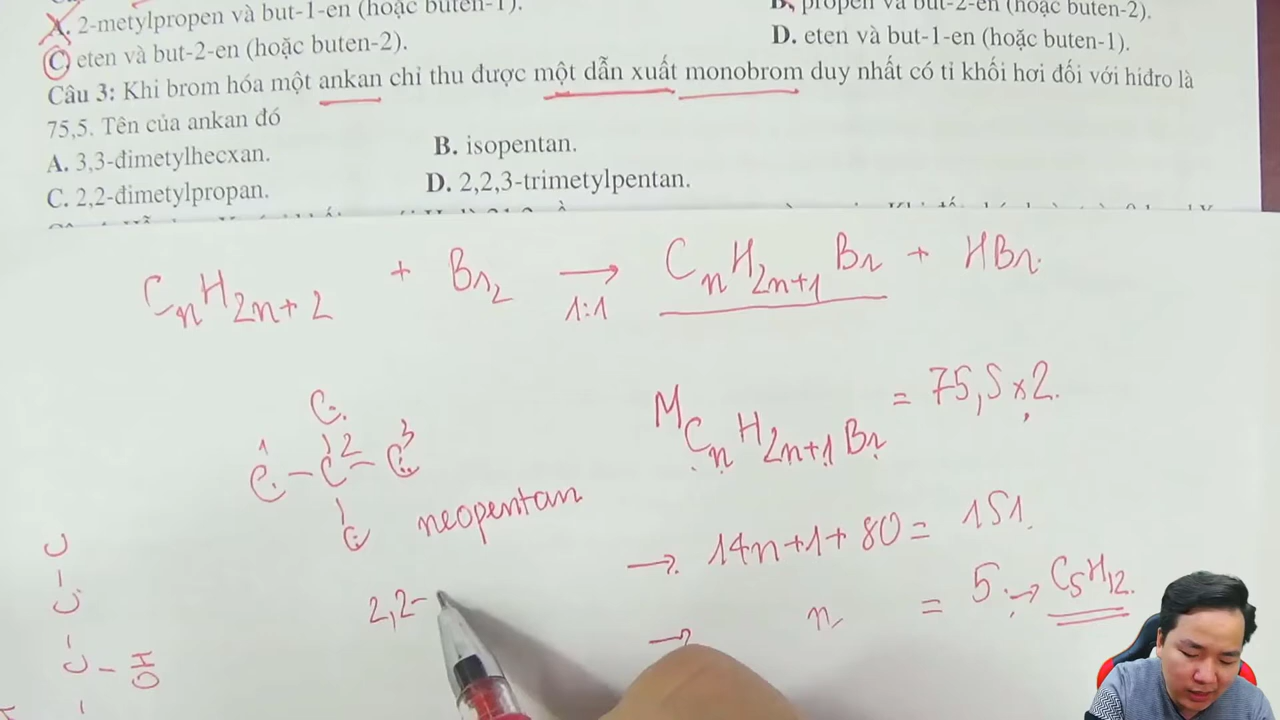 A. 2-metylpropen và but-1-en (hoặc buten-1).
B. propen và but-2-en (hoặc buten-2).
C. eten và but-2-en (hoặc buten-2).
D. eten và but-1-en (hoặc buten-1).
Câu 3: Khi brom hóa một ankan chỉ thu được một dẫn xuất monobrom duy nhất có tỉ khối hơi đối với hiđro là
75,5. Tên của ankan đó
A. 3,3-đimetylhecxan.
B. isopentan.
C. 2,2-đimetylpropan.
D. 2,2,3-trimetylpentan.
CnH2n+2 + Br2 → CnH2n+1Br + HBr.
1:1
MCnH2n+1Br = 75,5 x 2.
C
1 2 3
C - C - C
C
neopentan
→ 14n+1+80 = 151.
→ n = 5 → C5H12.
2,2-
C
C
C - OH